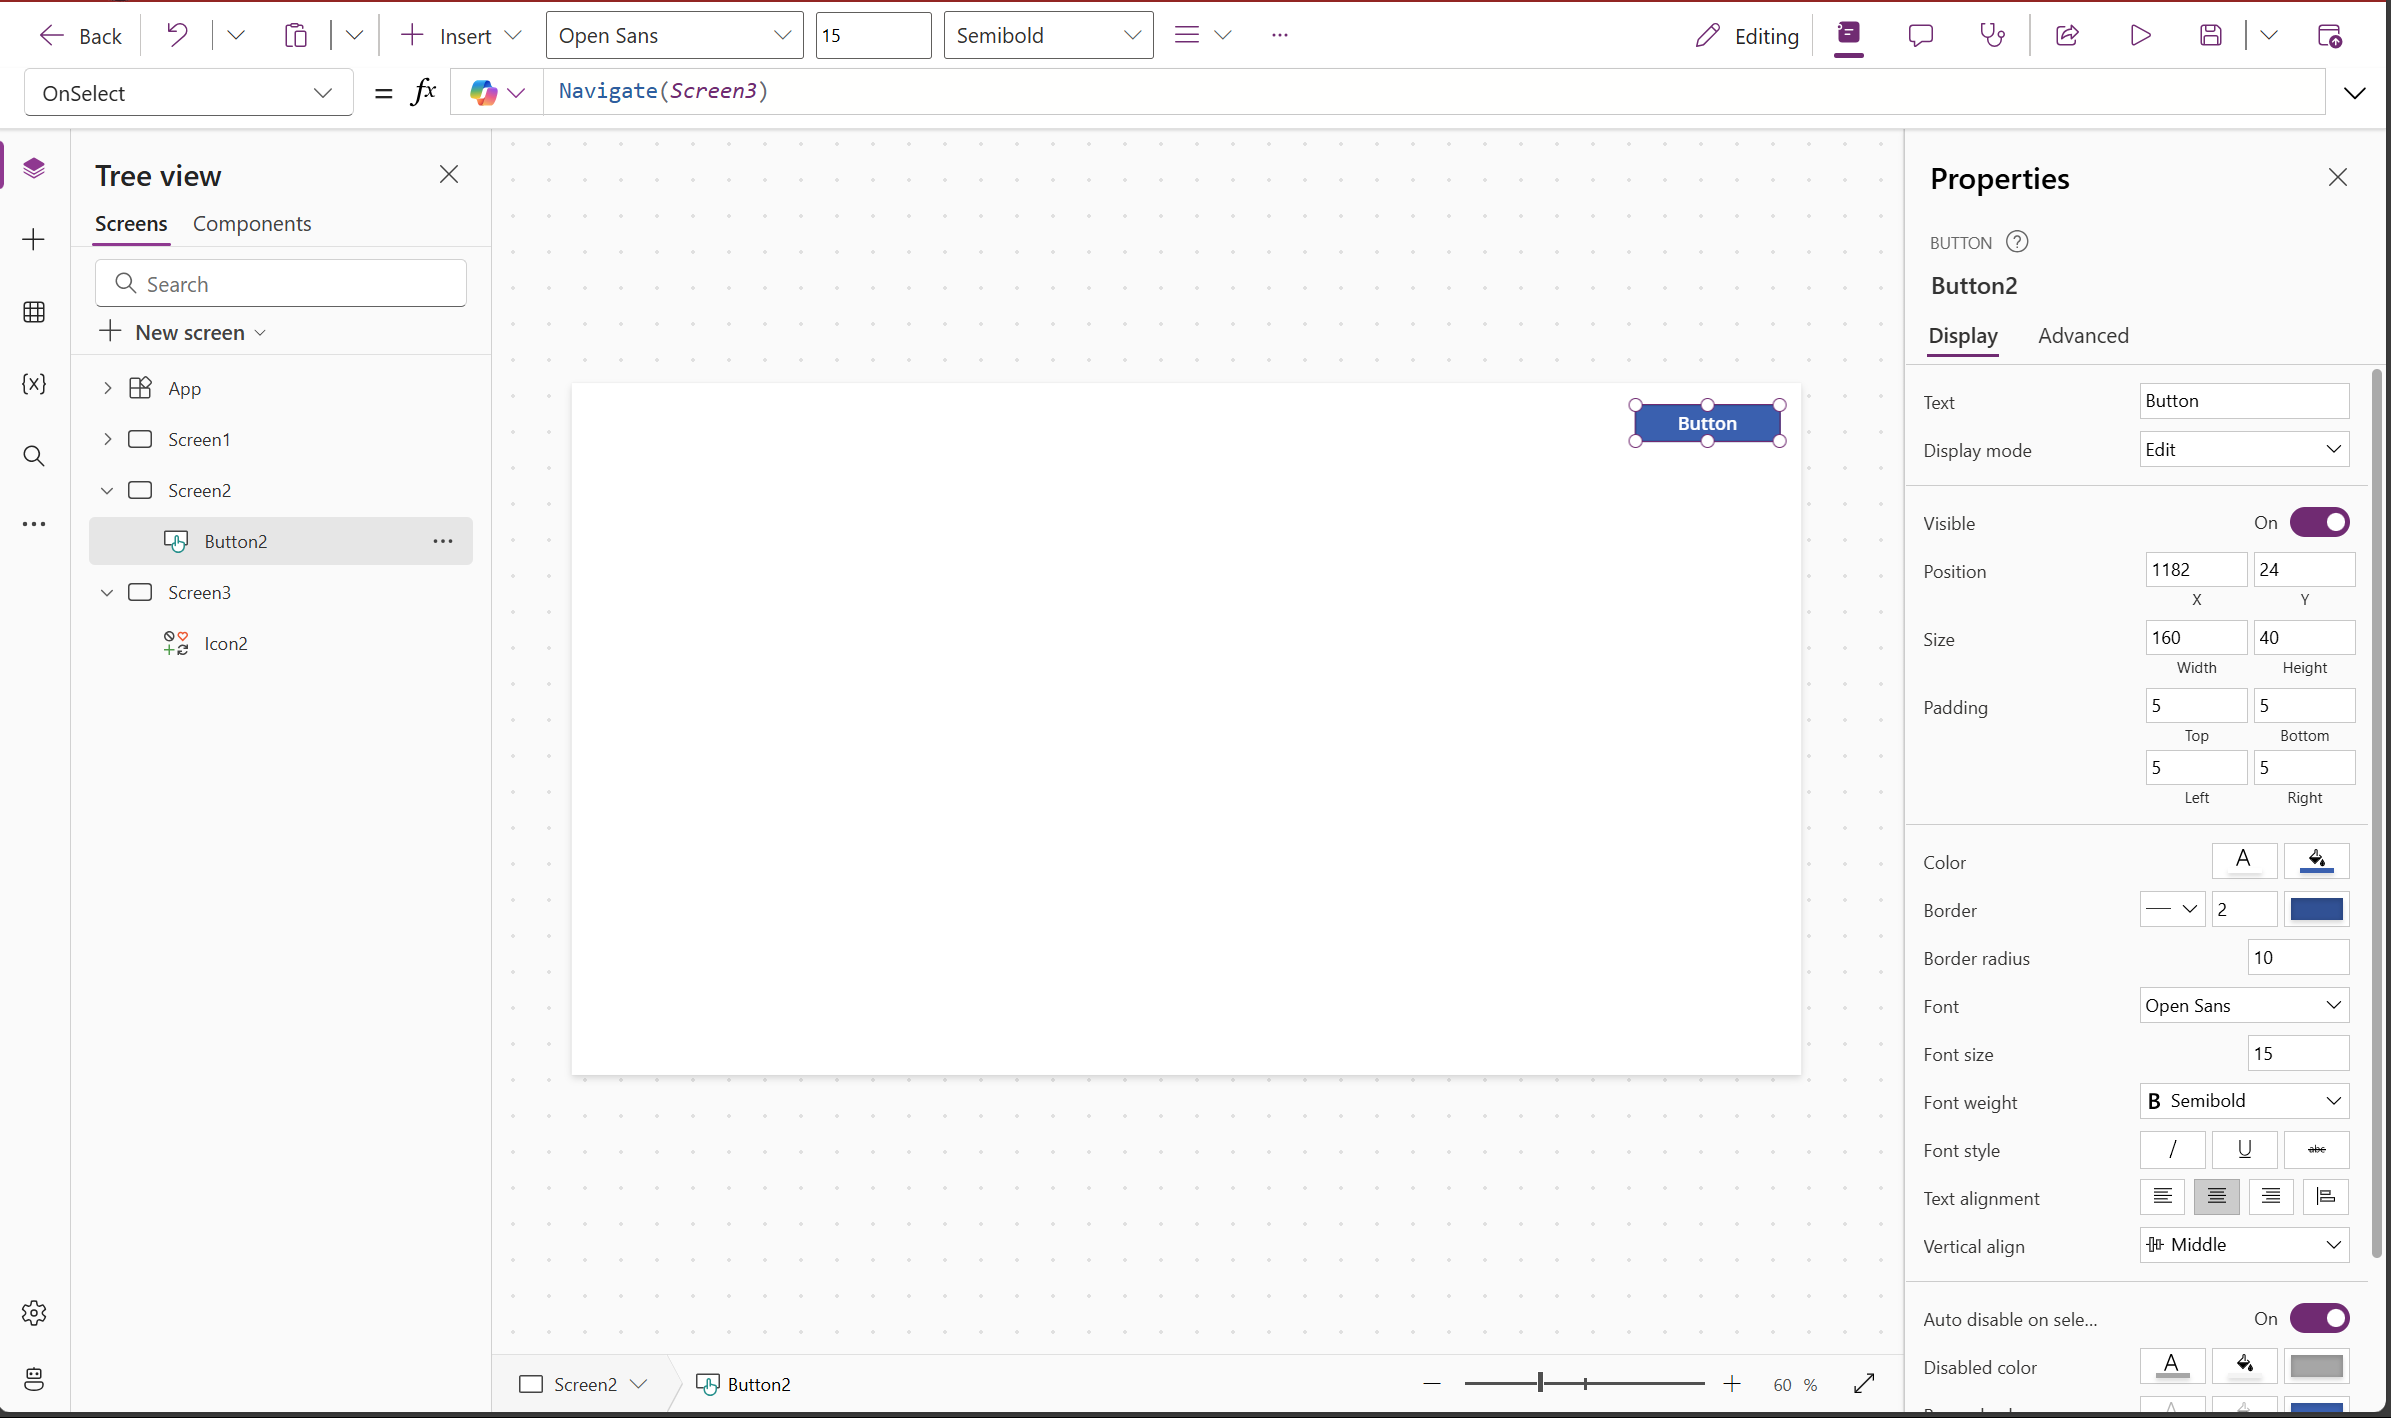 Back
Insert
Open Sans
15
Semibold
Editing
OnSelect
= fx
Navigate(Screen3)
Tree view
Screens Components
Search
New screen
App
Screen1
Screen2
Button2
Screen3
Icon2
Button
Screen2
Button2
60 %
Properties
BUTTON ?
Button2
Display Advanced
Text Button
Display mode Edit
Visible On
Position 1182 24
X Y
Size 160 40
Width Height
Padding 5 5
Top Bottom
5 5
Left Right
Color A
Border 2
Border radius 10
Font Open Sans
Font size 15
Font weight B Semibold
Font style / U abc
Text alignment
Vertical align Middle
Auto disable on sele... On
Disabled color A